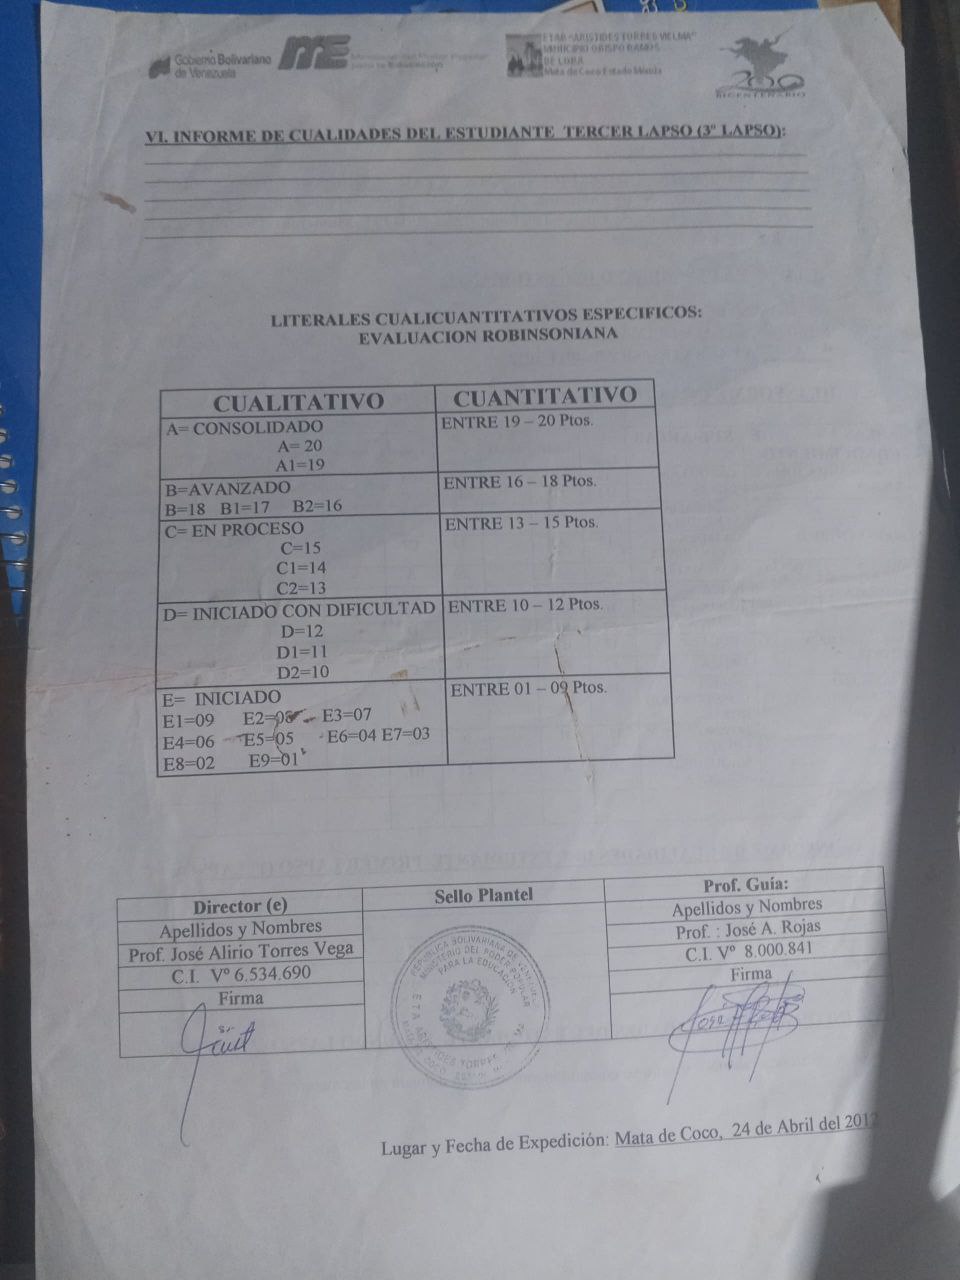 Gobierno Bolivariano
de Venezuela
Ministerio del Poder Popular
para la Educación
ETAR "ARISTIDES TORRES VIELMA"
MUNICIPIO OBISPO RAMOS
DE LORA
Mata de Coco Estado Mérida
200
BICENTENARIO
VI. INFORME DE CUALIDADES DEL ESTUDIANTE TERCER LAPSO (3º LAPSO):
LITERALES CUALICUANTITATIVOS ESPECIFICOS:
EVALUACION ROBINSONIANA
CUALITATIVO CUANTITATIVO
A= CONSOLIDADO ENTRE 19 – 20 Ptos.
A= 20
A1=19
B=AVANZADO ENTRE 16 – 18 Ptos.
B=18 B1=17 B2=16
C= EN PROCESO ENTRE 13 – 15 Ptos.
C=15
C1=14
C2=13
D= INICIADO CON DIFICULTAD ENTRE 10 – 12 Ptos.
D=12
D1=11
D2=10
E= INICIADO ENTRE 01 – 09 Ptos.
E1=09 E2=08 E3=07
E4=06 E5=05 E6=04 E7=03
E8=02 E9=01
Director (e) Sello Plantel Prof. Guía:
Apellidos y Nombres Apellidos y Nombres
Prof. José Alirio Torres Vega Prof. : José A. Rojas
C.I. Vº 6.534.690 C.I. Vº 8.000.841
Firma Firma
REPUBLICA BOLIVARIANA DE VENEZUELA
MINISTERIO DEL PODER POPULAR
PARA LA EDUCACION
Lugar y Fecha de Expedición: Mata de Coco, 24 de Abril del 2012